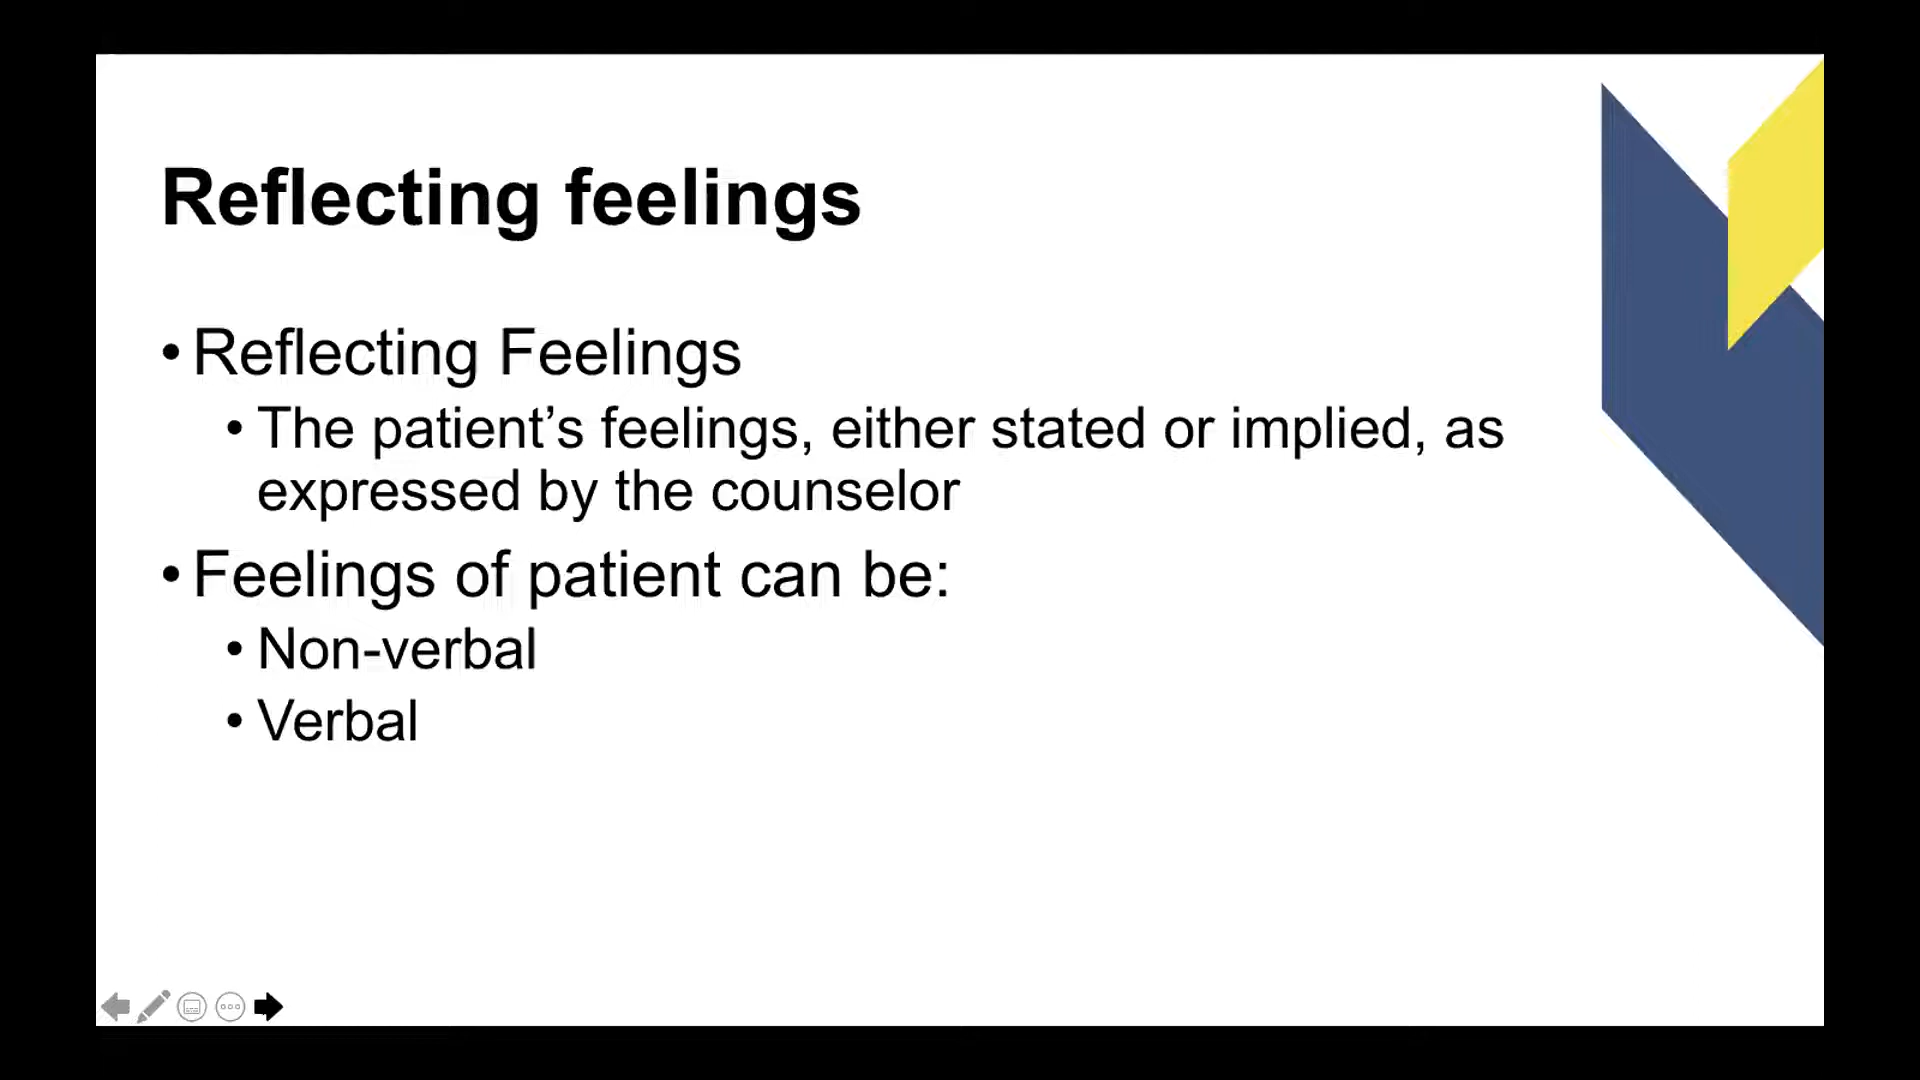 Reflecting feelings
• Reflecting Feelings
• The patient’s feelings, either stated or implied, as
expressed by the counselor
• Feelings of patient can be:
• Non-verbal
• Verbal